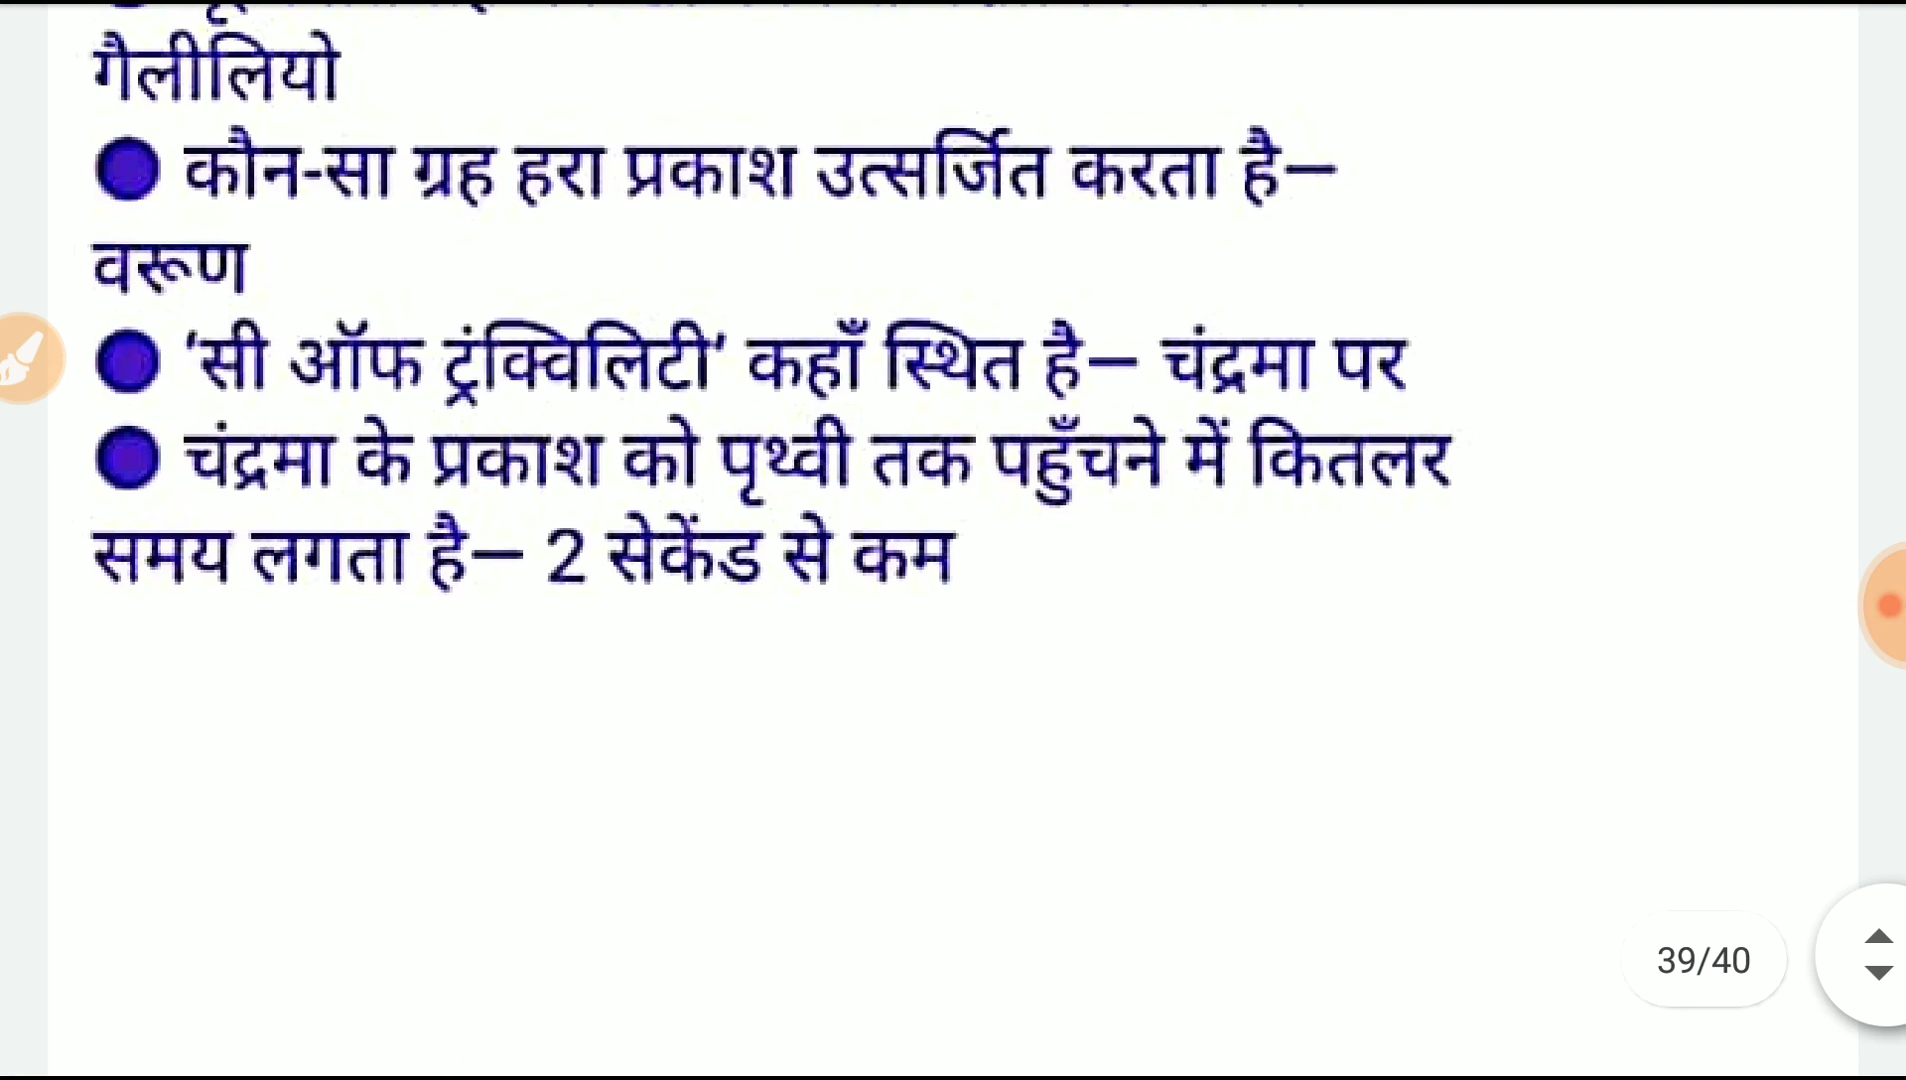 गैलीलियो
● कौन-सा ग्रह हरा प्रकाश उत्सर्जित करता है—
वरूण
● ‘सी ऑफ ट्रंक्विलिटी’ कहाँ स्थित है— चंद्रमा पर
● चंद्रमा के प्रकाश को पृथ्वी तक पहुँचने में कितलर
समय लगता है— 2 सेकेंड से कम
39/40